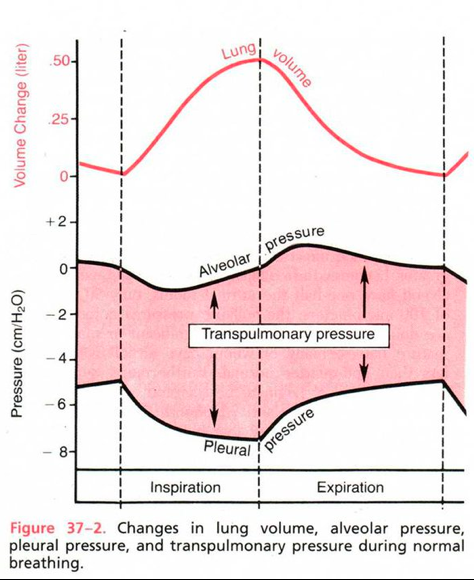 Volume Change (liter)
.50
.25
0
Lung volume
+2
0
−2
−4
−6
− 8
Pressure (cm/H₂O)
Alveolar pressure
Transpulmonary pressure
Pleural pressure
Inspiration Expiration
Figure 37–2. Changes in lung volume, alveolar pressure,
pleural pressure, and transpulmonary pressure during normal
breathing.